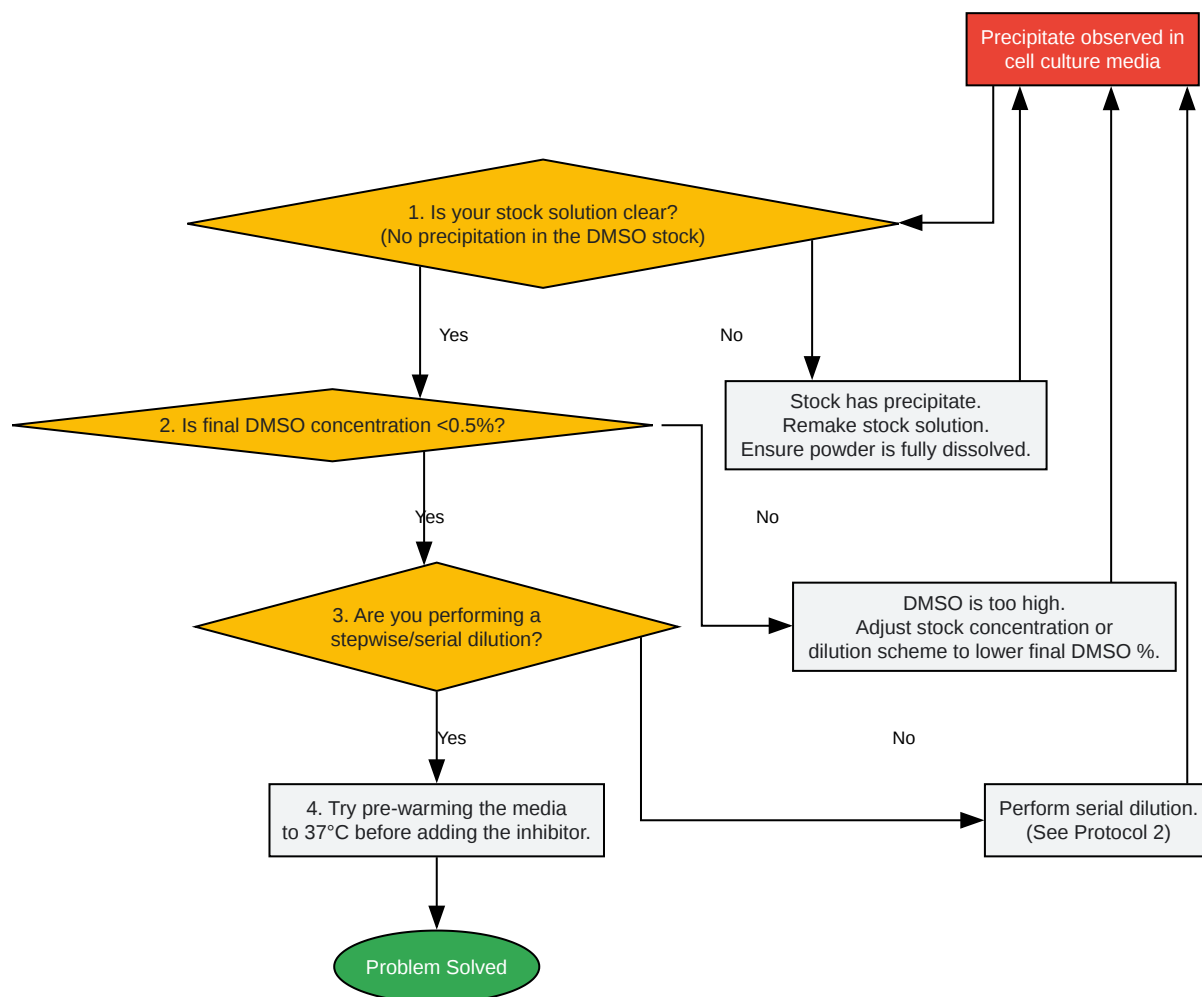 Precipitate observed in
cell culture media
1. Is your stock solution clear?
(No precipitation in the DMSO stock)
Yes
No
Stock has precipitate.
Remake stock solution.
Ensure powder is fully dissolved.
2. Is final DMSO concentration <0.5%?
Yes
No
DMSO is too high.
Adjust stock concentration or
dilution scheme to lower final DMSO %.
3. Are you performing a
stepwise/serial dilution?
Yes
No
4. Try pre-warming the media
to 37°C before adding the inhibitor.
Perform serial dilution.
(See Protocol 2)
Problem Solved